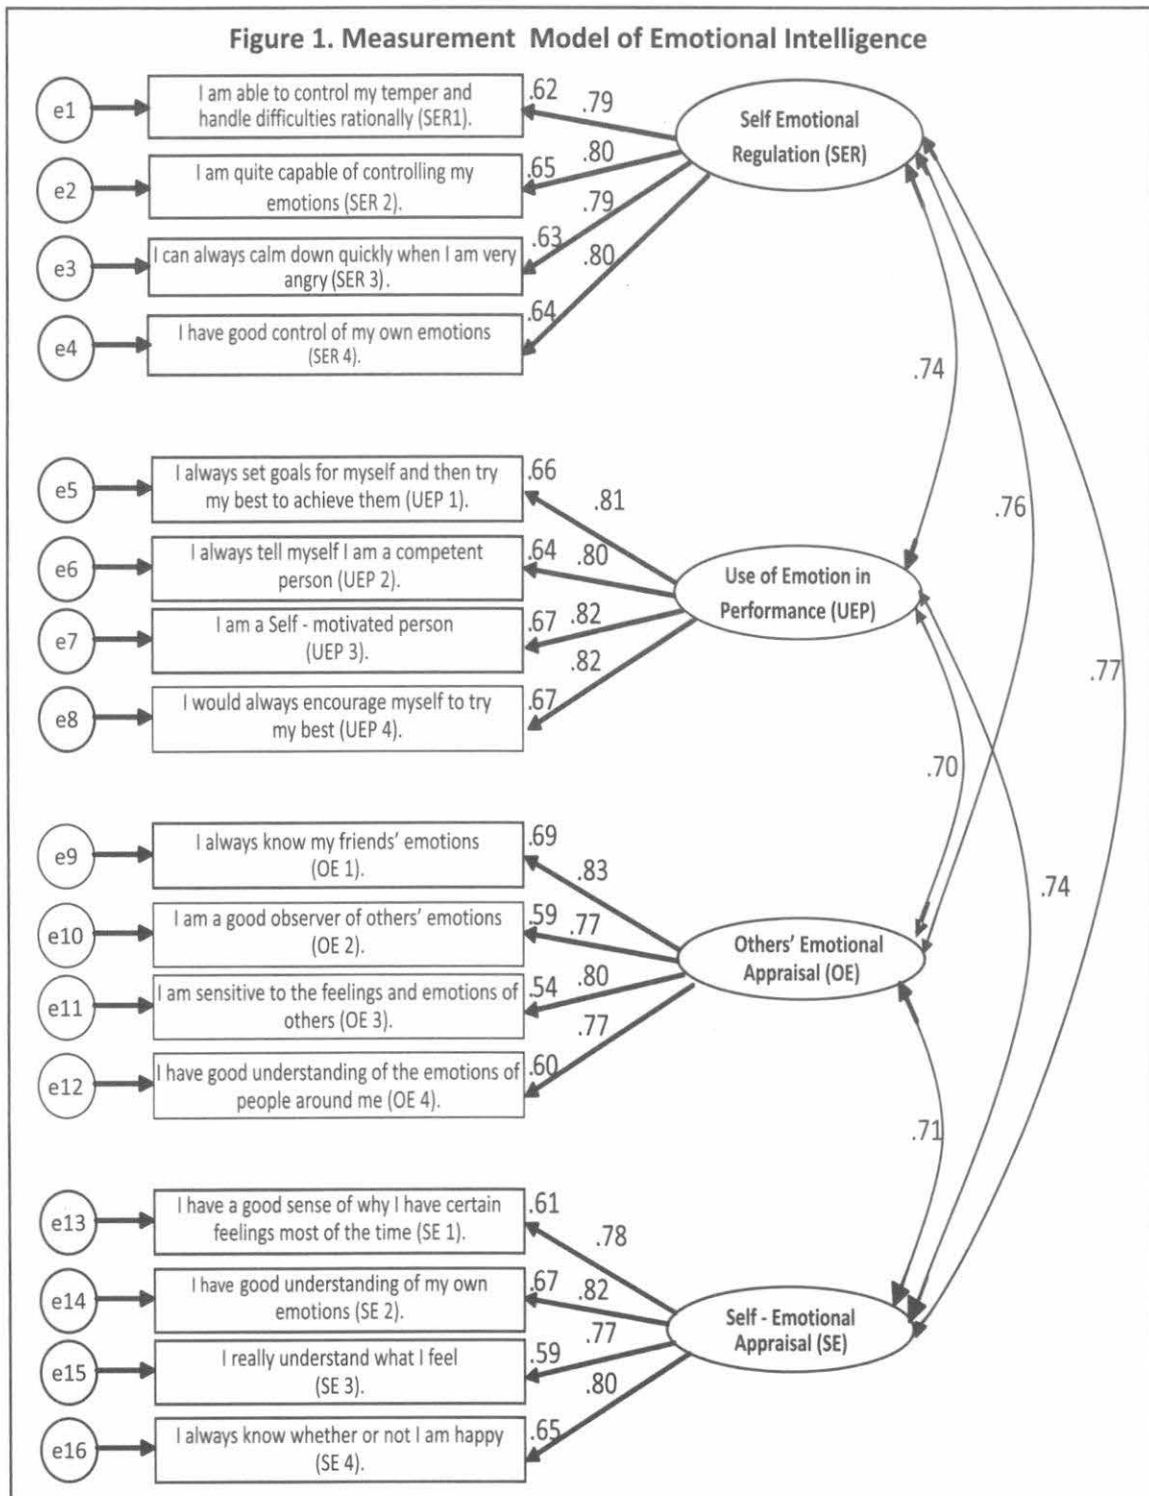 Figure 1. Measurement Model of Emotional Intelligence
e1
I am able to control my temper and
handle difficulties rationally (SER1).
.62
.79
Self Emotional
Regulation (SER)
e2
I am quite capable of controlling my
emotions (SER 2).
.65
.80
e3
I can always calm down quickly when I am very
angry (SER 3).
.63
.79
e4
I have good control of my own emotions
(SER 4).
.64
.80
.74
.76
.77
e5
I always set goals for myself and then try
my best to achieve them (UEP 1).
.66
.81
Use of Emotion in
Performance (UEP)
e6
I always tell myself I am a competent
person (UEP 2).
.64
.80
e7
I am a Self - motivated person
(UEP 3).
.67
.82
e8
I would always encourage myself to try
my best (UEP 4).
.67
.82
.70
.74
e9
I always know my friends’ emotions
(OE 1).
.69
.83
Others’ Emotional
Appraisal (OE)
e10
I am a good observer of others’ emotions
(OE 2).
.59
.77
e11
I am sensitive to the feelings and emotions of
others (OE 3).
.54
.80
e12
I have good understanding of the emotions of
people around me (OE 4).
.60
.77
.71
e13
I have a good sense of why I have certain
feelings most of the time (SE 1).
.61
.78
Self - Emotional
Appraisal (SE)
e14
I have good understanding of my own
emotions (SE 2).
.67
.82
e15
I really understand what I feel
(SE 3).
.59
.77
e16
I always know whether or not I am happy
(SE 4).
.65
.80